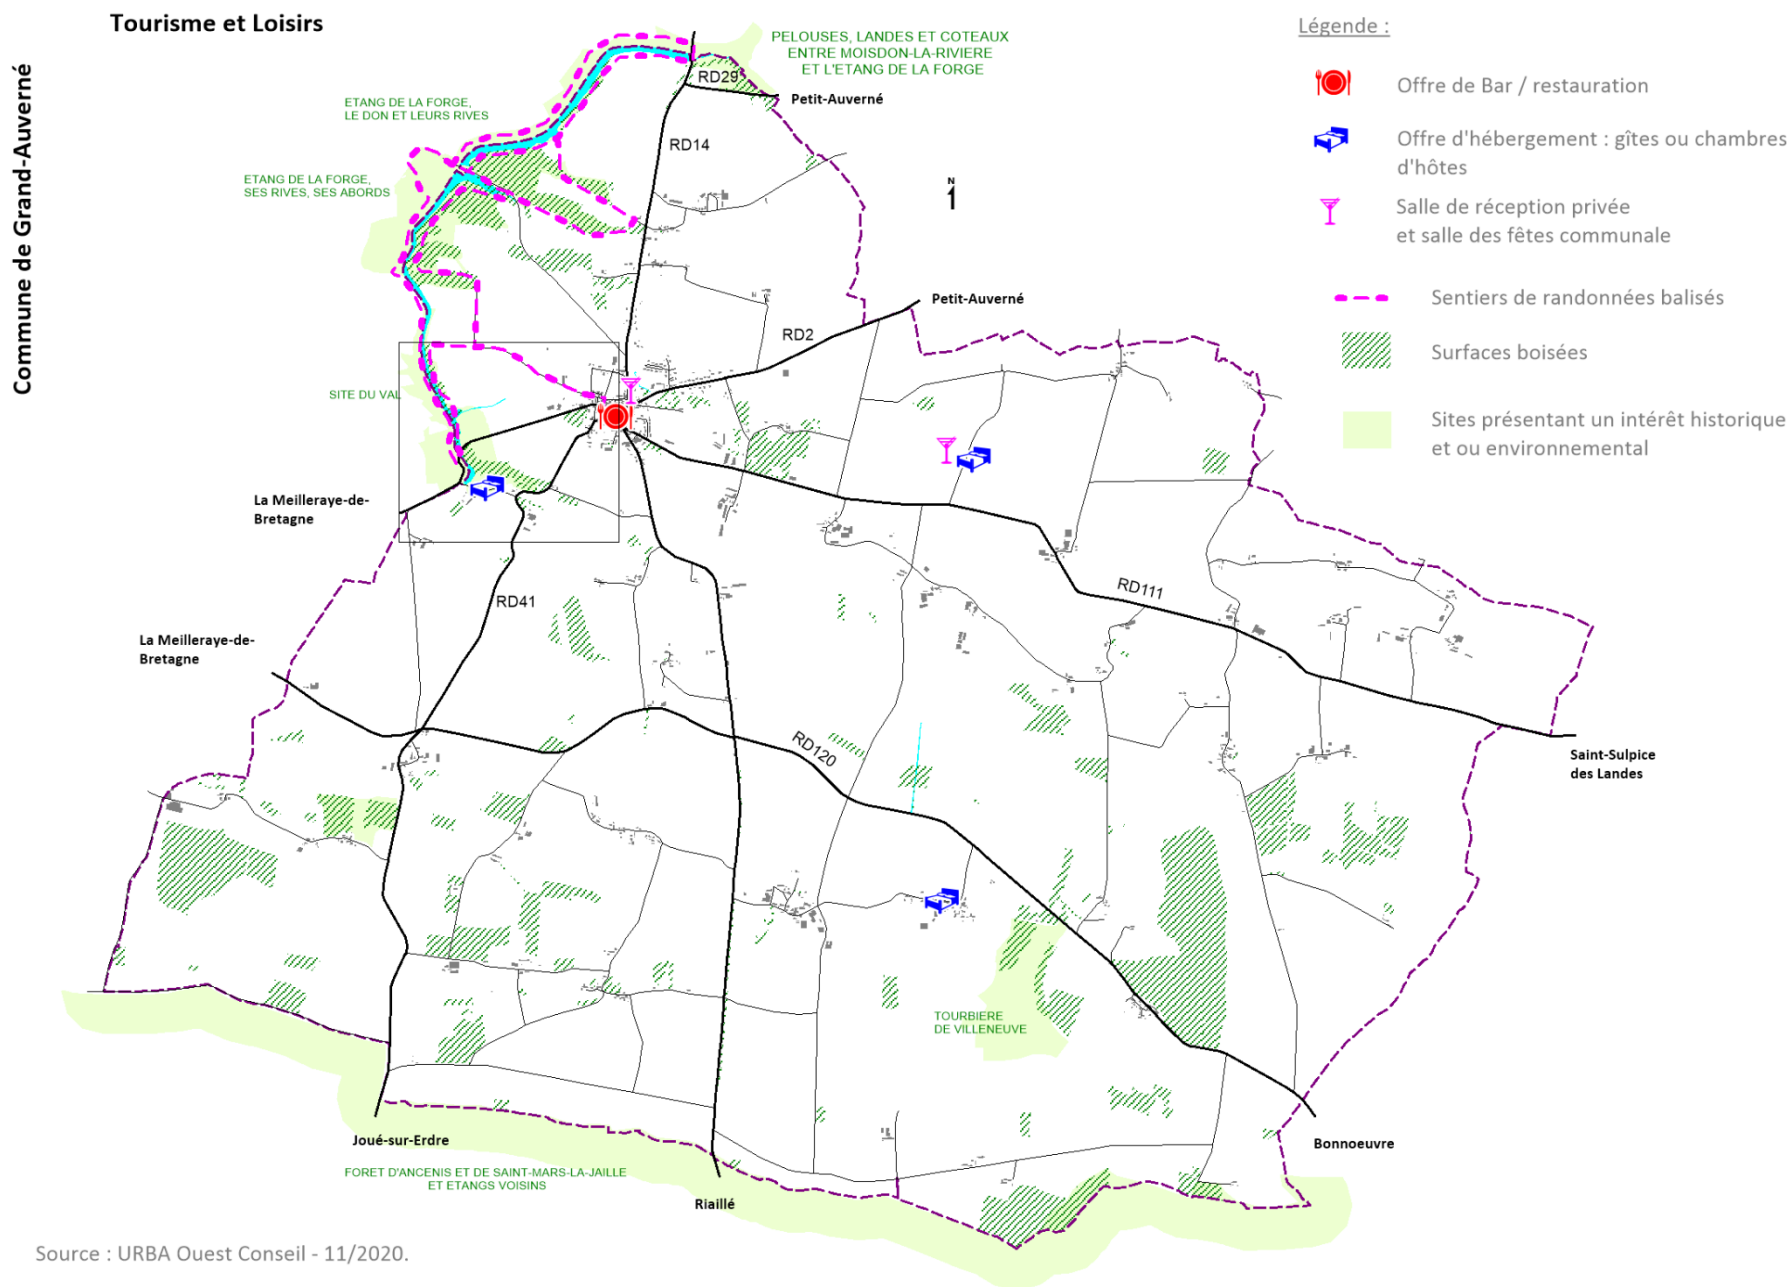 Tourisme et Loisirs
Commune de Grand-Auverné
PELOUSES, LANDES ET COTEAUX
ENTRE MOISDON-LA-RIVIERE
ET L'ETANG DE LA FORGE
RD29
Petit-Auverné
ETANG DE LA FORGE,
LE DON ET LEURS RIVES
RD14
ETANG DE LA FORGE,
SES RIVES, SES ABORDS
N
Petit-Auverné
RD2
SITE DU VAL
La Meilleraye-de-
Bretagne
RD41
RD111
La Meilleraye-de-
Bretagne
RD120
Saint-Sulpice
des Landes
TOURBIERE
DE VILLENEUVE
Joué-sur-Erdre
Bonnoeuvre
FORET D'ANCENIS ET DE SAINT-MARS-LA-JAILLE
ET ETANGS VOISINS
Riaillé
Légende :
Offre de Bar / restauration
Offre d'hébergement : gîtes ou chambres
d'hôtes
Salle de réception privée
et salle des fêtes communale
Sentiers de randonnées balisés
Surfaces boisées
Sites présentant un intérêt historique
et ou environnemental
Source : URBA Ouest Conseil - 11/2020.